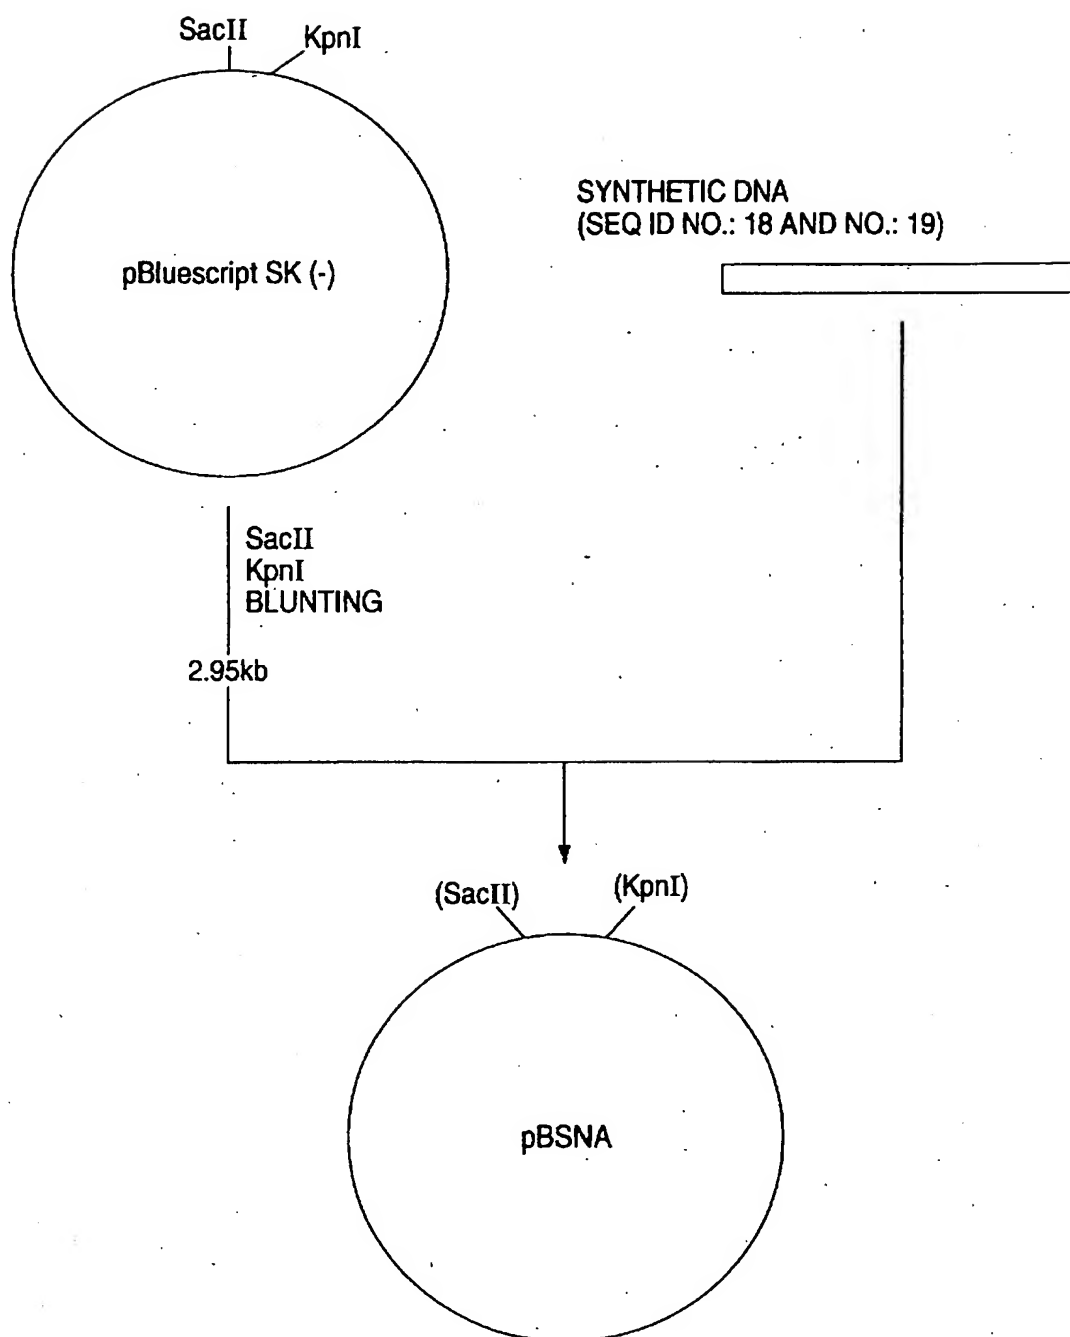 SacII
KpnI
pBluescript SK (-)
SYNTHETIC DNA
(SEQ ID NO.: 18 AND NO.: 19)
SacII
KpnI
BLUNTING
2.95kb
(SacII)
(KpnI)
pBSNA